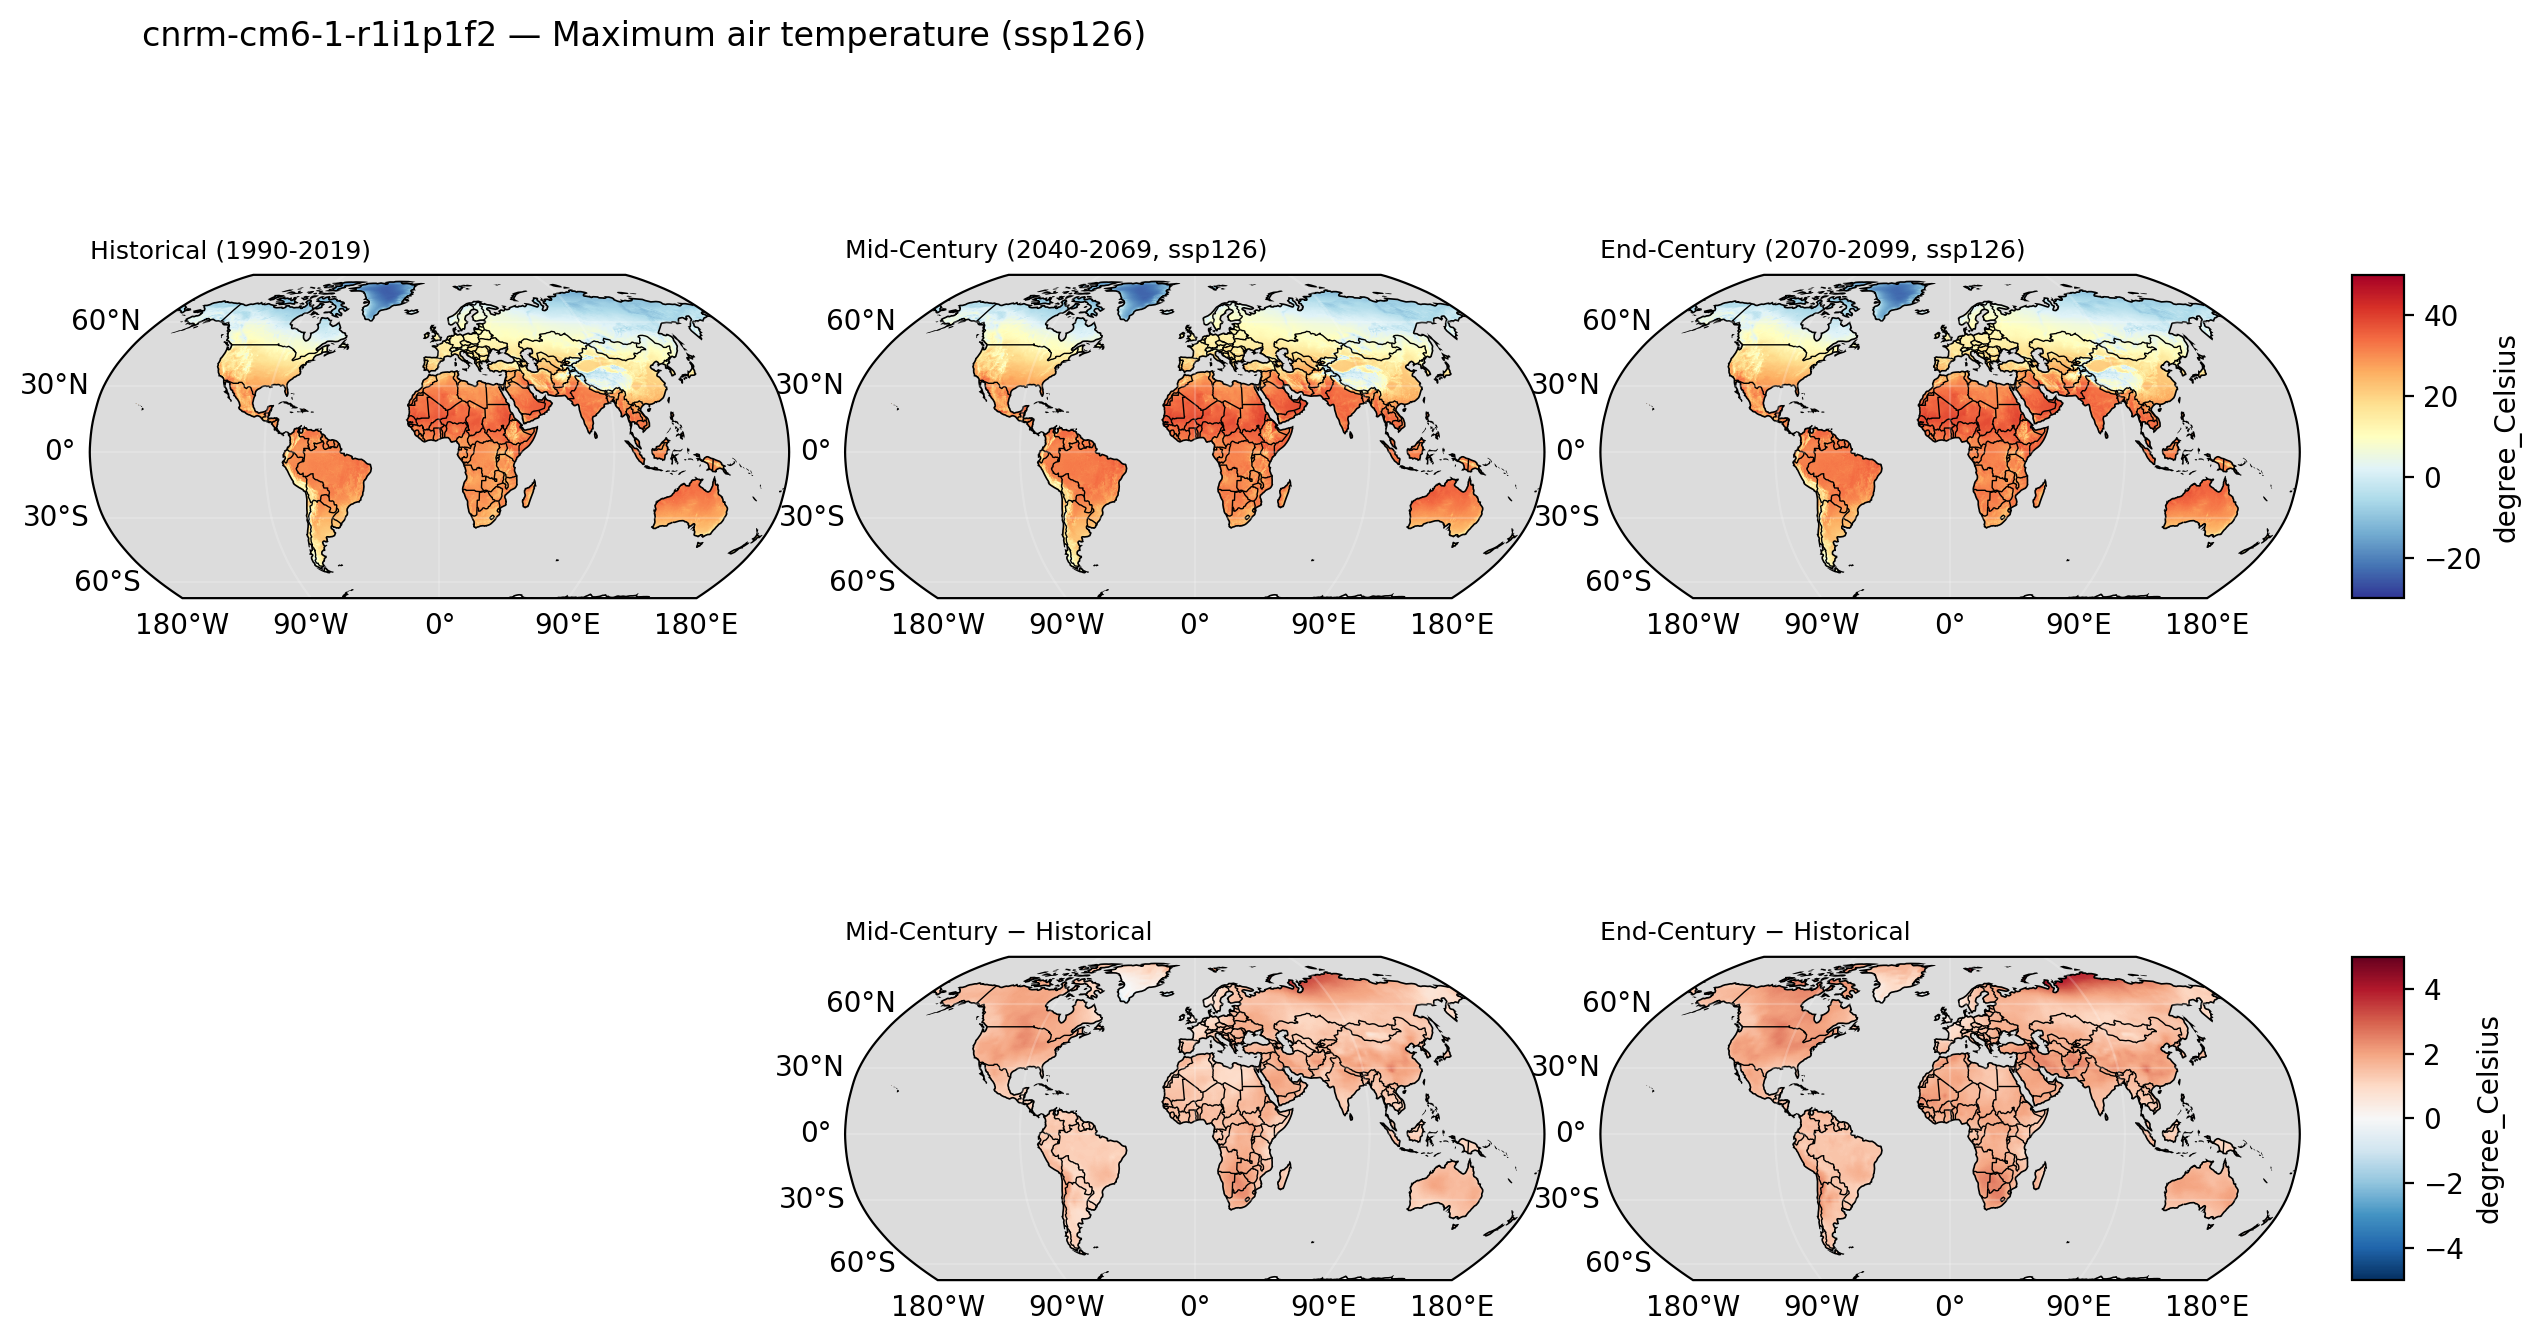 cnrm-cm6-1-r1i1p1f2 — Maximum air temperature (ssp126)
Historical (1990-2019)
60°N
30°N
0°
30°S
60°S
180°W 90°W 0° 90°E 180°E
Mid-Century (2040-2069, ssp126)
60°N
30°N
0°
30°S
60°S
180°W 90°W 0° 90°E 180°E
End-Century (2070-2099, ssp126)
60°N
30°N
0°
30°S
60°S
180°W 90°W 0° 90°E 180°E
40
20
0
−20
degree_Celsius
Mid-Century − Historical
60°N
30°N
0°
30°S
60°S
180°W 90°W 0° 90°E 180°E
End-Century − Historical
60°N
30°N
0°
30°S
60°S
180°W 90°W 0° 90°E 180°E
4
2
0
−2
−4
degree_Celsius